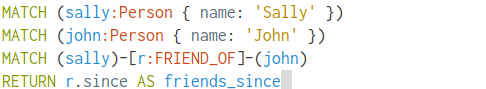 MATCH (sally:Person { name: 'Sally' })
MATCH (john:Person { name: 'John' })
MATCH (sally)-[r:FRIEND_OF]-(john)
RETURN r.since AS friends_since